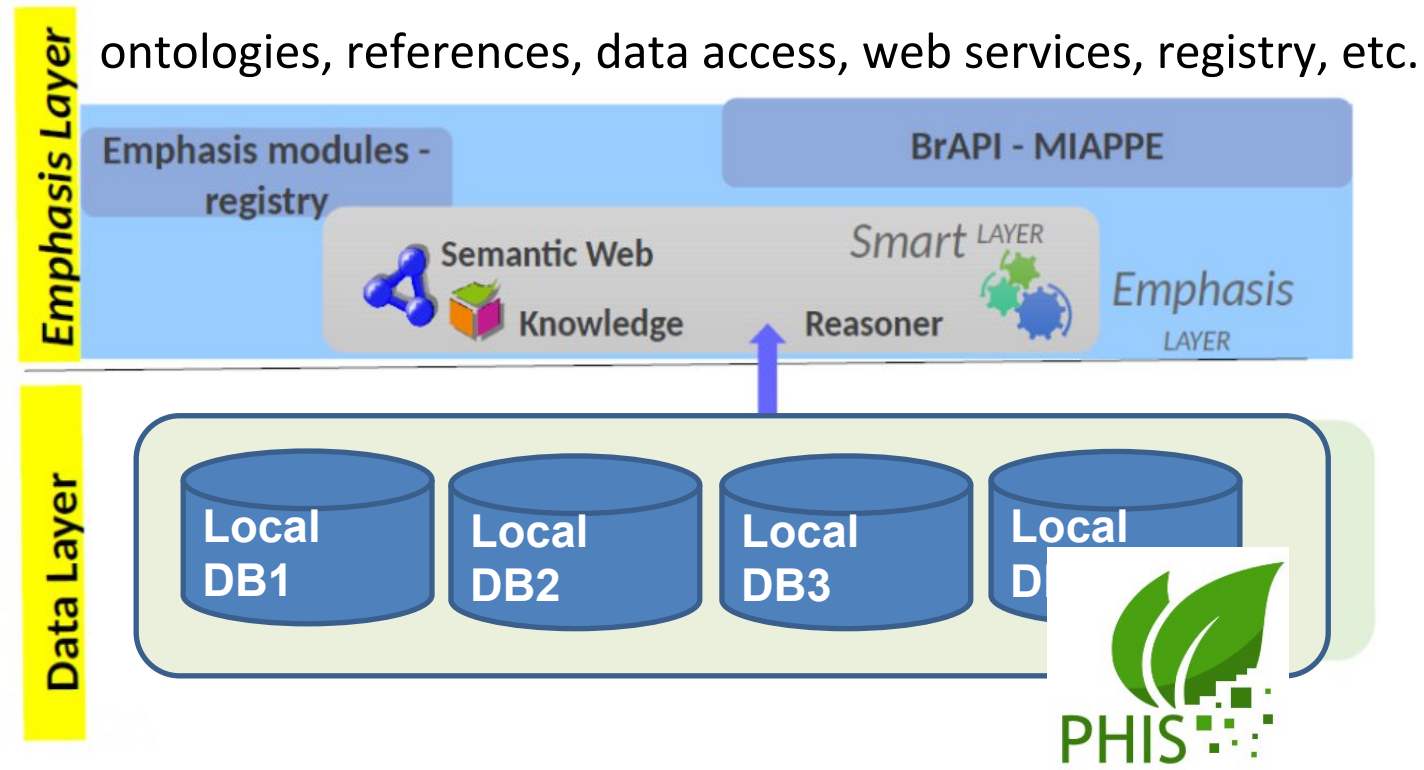 ontologies, references, data access, web services, registry, etc.
Emphasis Layer
Emphasis modules -
registry
BrAPI - MIAPPE
Semantic Web
Knowledge
Smart LAYER
Reasoner
Emphasis
LAYER
Data Layer
Local
DB1
Local
DB2
Local
DB3
Local
PHIS